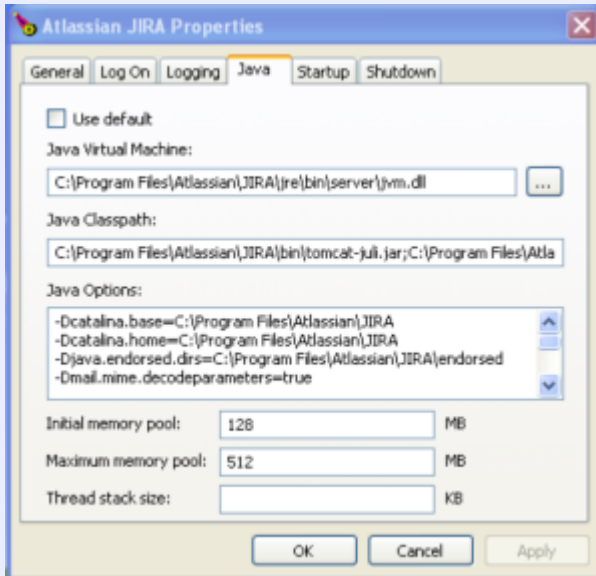 Atlassian JIRA Properties
General Log On Logging Java Startup Shutdown
Use default
Java Virtual Machine:
C:\Program Files\Atlassian\JIRA\jre\bin\server\jvm.dll ...
Java Classpath:
C:\Program Files\Atlassian\JIRA\bin\tomcat-juli.jar;C:\Program Files\Atla
Java Options:
-Dcatalina.base=C:\Program Files\Atlassian\JIRA
-Dcatalina.home=C:\Program Files\Atlassian\JIRA
-Djava.endorsed.dirs=C:\Program Files\Atlassian\JIRA\endorsed
-Dmail.mime.decodeparameters=true
Initial memory pool: 128 MB
Maximum memory pool: 512 MB
Thread stack size: KB
OK Cancel Apply